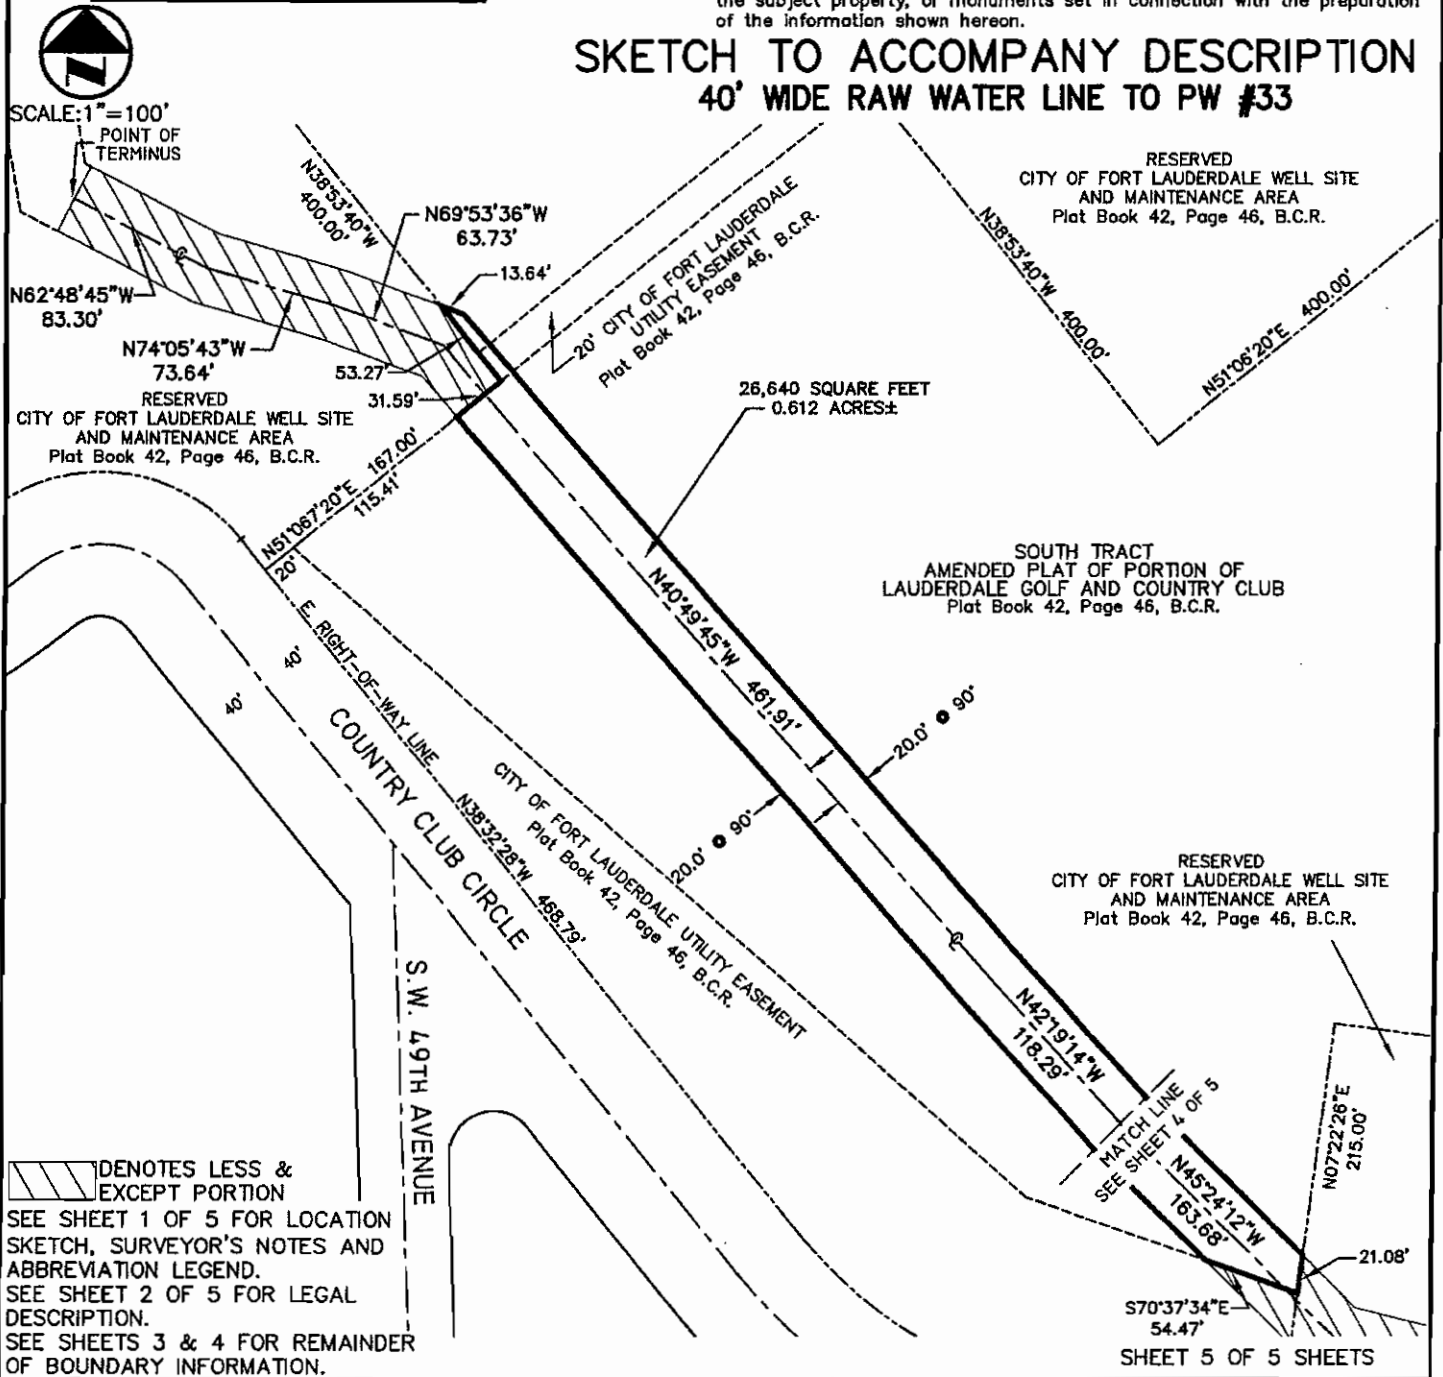 the subject property, or monuments set in connection with the preparation
of the information shown hereon.
SKETCH TO ACCOMPANY DESCRIPTION
40' WIDE RAW WATER LINE TO PW #33
N
SCALE:1"=100'
POINT OF
TERMINUS
N38°53'40"W
400.00'
N69°53'36"W
63.73'
13.64'
20' CITY OF FORT LAUDERDALE
UTILITY EASEMENT
Plat Book 42, Page 46, B.C.R.
RESERVED
CITY OF FORT LAUDERDALE WELL SITE
AND MAINTENANCE AREA
Plat Book 42, Page 46, B.C.R.
N38°53'40"W 400.00'
N51°06'20"E 400.00'
N62°48'45"W
83.30'
N74°05'43"W
73.64'
53.27'
31.59'
RESERVED
CITY OF FORT LAUDERDALE WELL SITE
AND MAINTENANCE AREA
Plat Book 42, Page 46, B.C.R.
26,640 SQUARE FEET
0.612 ACRES±
N51°067'20"E 167.00'
115.41'
20'
E. RIGHT-OF-WAY LINE
40'
40'
COUNTRY CLUB CIRCLE
N38°32'28"W 468.79'
CITY OF FORT LAUDERDALE UTILITY EASEMENT
Plat Book 42, Page 46, B.C.R.
N40°49'45"W 461.91'
SOUTH TRACT
AMENDED PLAT OF PORTION OF
LAUDERDALE GOLF AND COUNTRY CLUB
Plat Book 42, Page 46, B.C.R.
20.0' @ 90°
20.0' @ 90°
RESERVED
CITY OF FORT LAUDERDALE WELL SITE
AND MAINTENANCE AREA
Plat Book 42, Page 46, B.C.R.
S.W. 49TH AVENUE
℄
℄
N42°19'14"W
118.29'
MATCH LINE
SEE SHEET 4 OF 5
N07°22'26"E
215.00'
N45°24'12"W
163.68'
21.08'
S70°37'34"E
54.47'
DENOTES LESS &
EXCEPT PORTION
SEE SHEET 1 OF 5 FOR LOCATION
SKETCH, SURVEYOR'S NOTES AND
ABBREVIATION LEGEND.
SEE SHEET 2 OF 5 FOR LEGAL
DESCRIPTION.
SEE SHEETS 3 & 4 FOR REMAINDER
OF BOUNDARY INFORMATION.
SHEET 5 OF 5 SHEETS